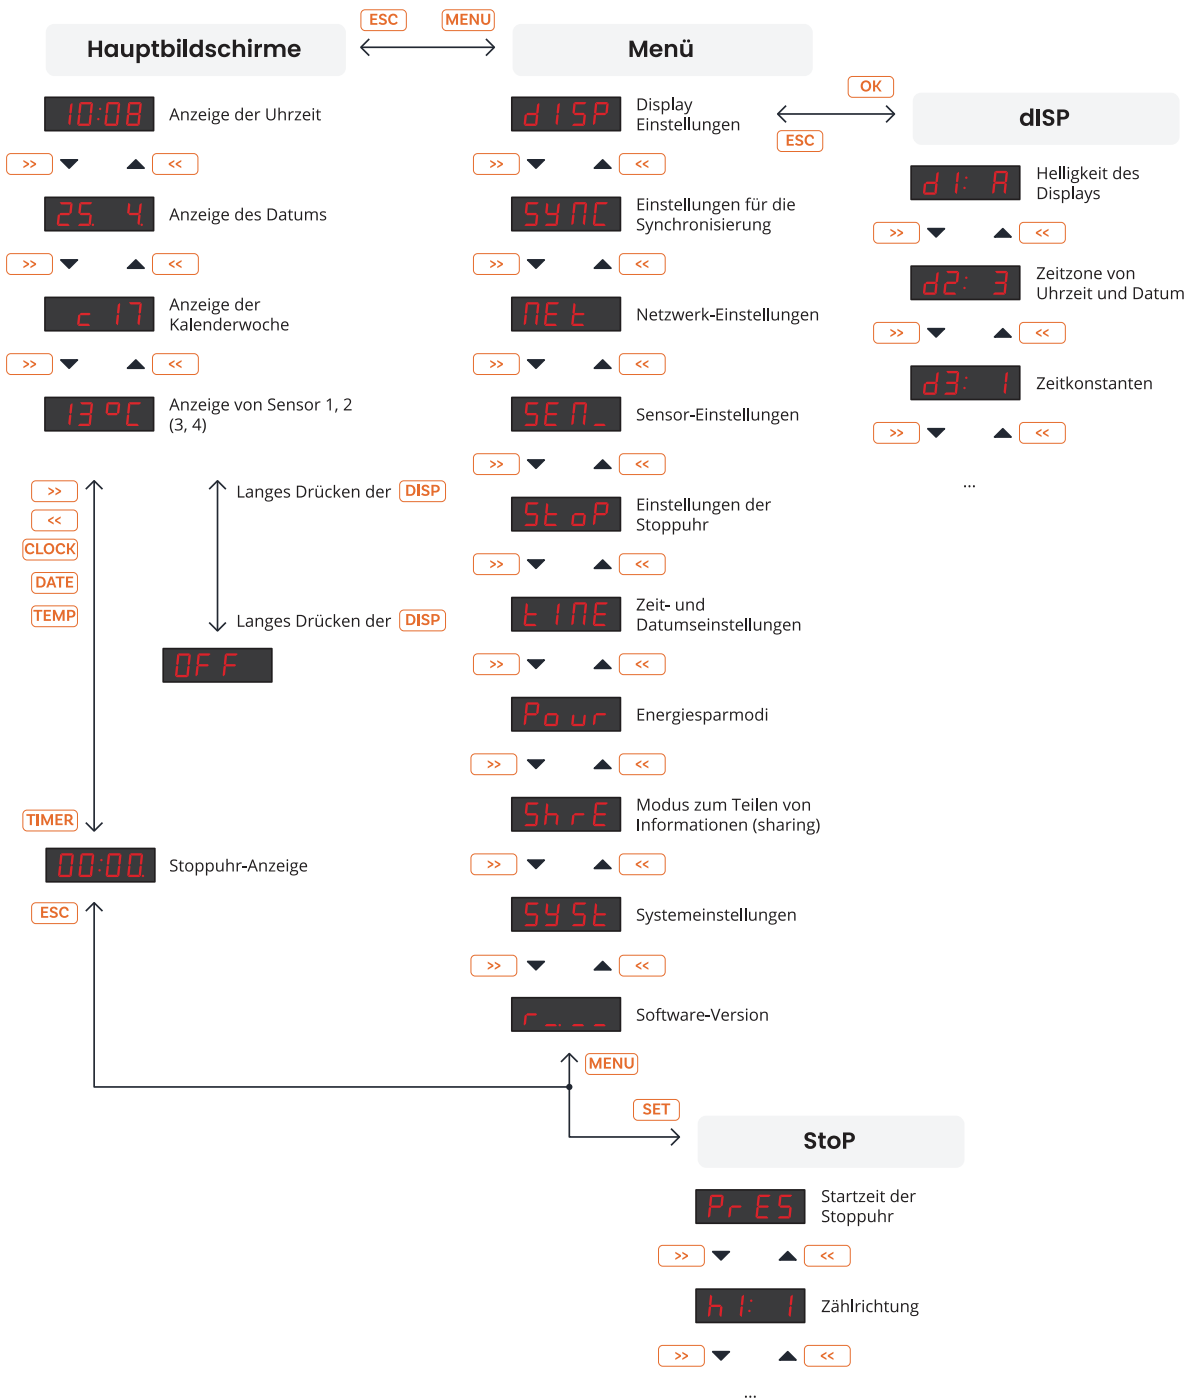 ESC
MENU
Hauptbildschirme
Menü
10:08
Anzeige der Uhrzeit
>>
<<
25. 4.
Anzeige des Datums
>>
<<
c 17
Anzeige der
Kalenderwoche
>>
<<
13 °C
Anzeige von Sensor 1, 2
(3, 4)
>>
<<
CLOCK
DATE
TEMP
Langes Drücken der DISP
Langes Drücken der DISP
OFF
TIMER
00:00.
Stoppuhr-Anzeige
ESC
dISP
Display
Einstellungen
>>
<<
SYNC
Einstellungen für die
Synchronisierung
>>
<<
NEt
Netzwerk-Einstellungen
>>
<<
SEN_
Sensor-Einstellungen
>>
<<
StoP
Einstellungen der
Stoppuhr
>>
<<
tIME
Zeit- und
Datumseinstellungen
>>
<<
Pour
Energiesparmodi
>>
<<
ShrE
Modus zum Teilen von
Informationen (sharing)
>>
<<
SYSt
Systemeinstellungen
>>
<<
r_._ _
Software-Version
MENU
SET
OK
ESC
dISP
d1: A
Helligkeit des
Displays
>>
<<
d2: 3
Zeitzone von
Uhrzeit und Datum
>>
<<
d3: 1
Zeitkonstanten
>>
<<
...
StoP
PrES
Startzeit der
Stoppuhr
>>
<<
h1: 1
Zählrichtung
>>
<<
...